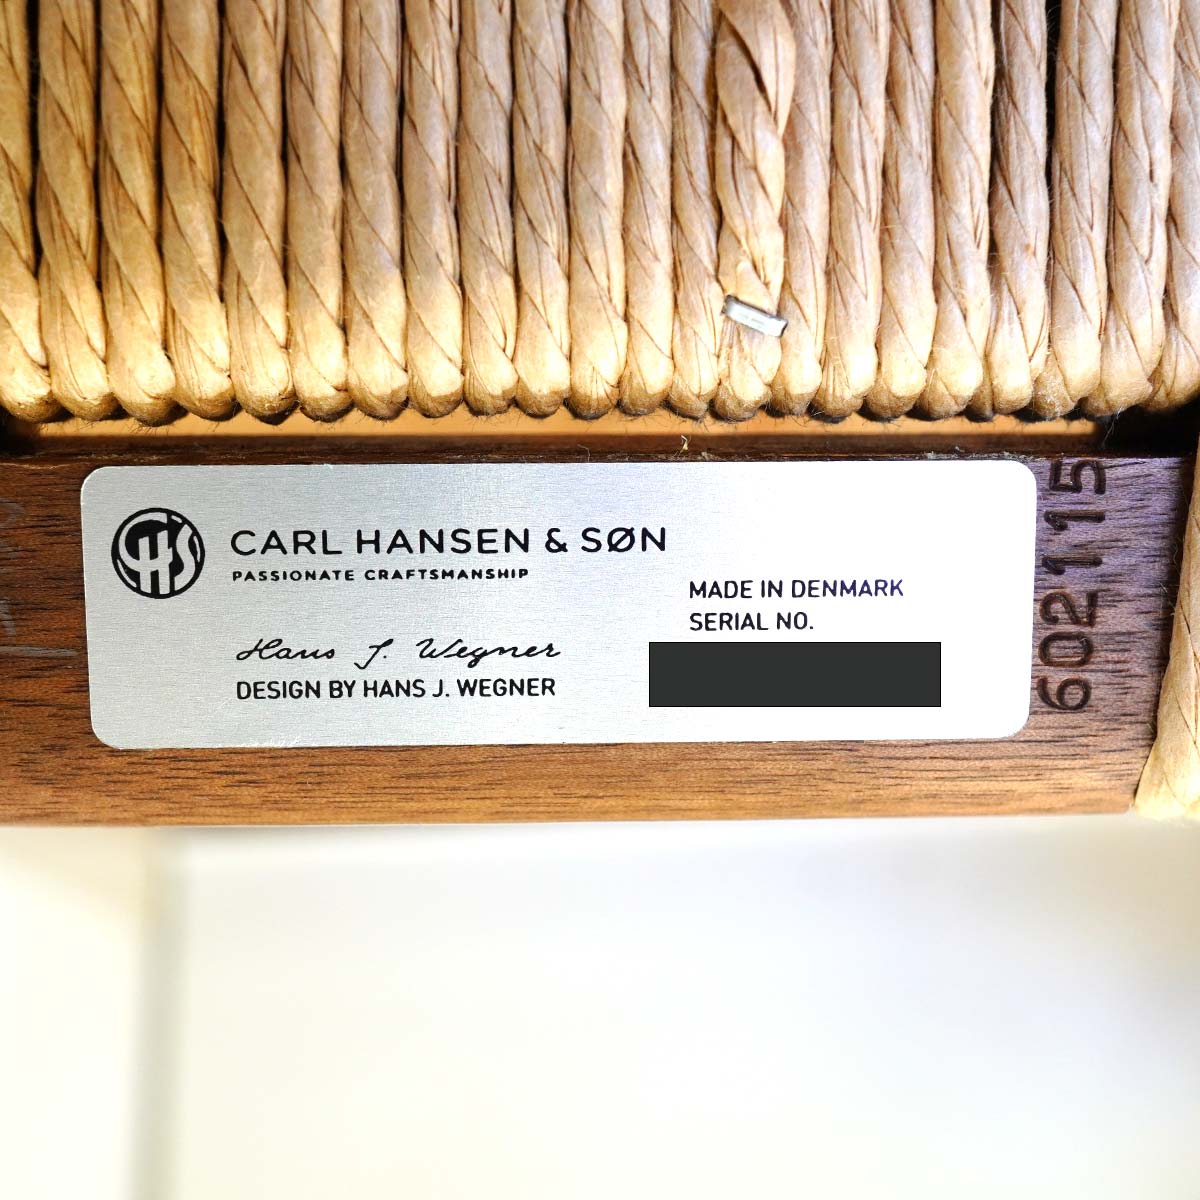 CHS
CARL HANSEN & SØN
PASSIONATE CRAFTSMANSHIP
Hans J. Wegner
DESIGN BY HANS J. WEGNER
MADE IN DENMARK
SERIAL NO.
602115